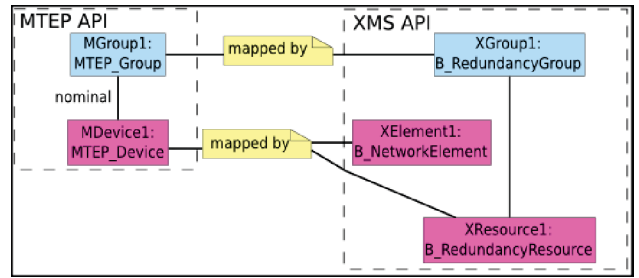 MTEP API
XMS API
MGroup1:
MTEP_Group
mapped by
XGroup1:
B_RedundancyGroup
nominal
MDevice1:
MTEP_Device
mapped by
XElement1:
B_NetworkElement
XResource1:
B_RedundancyResource